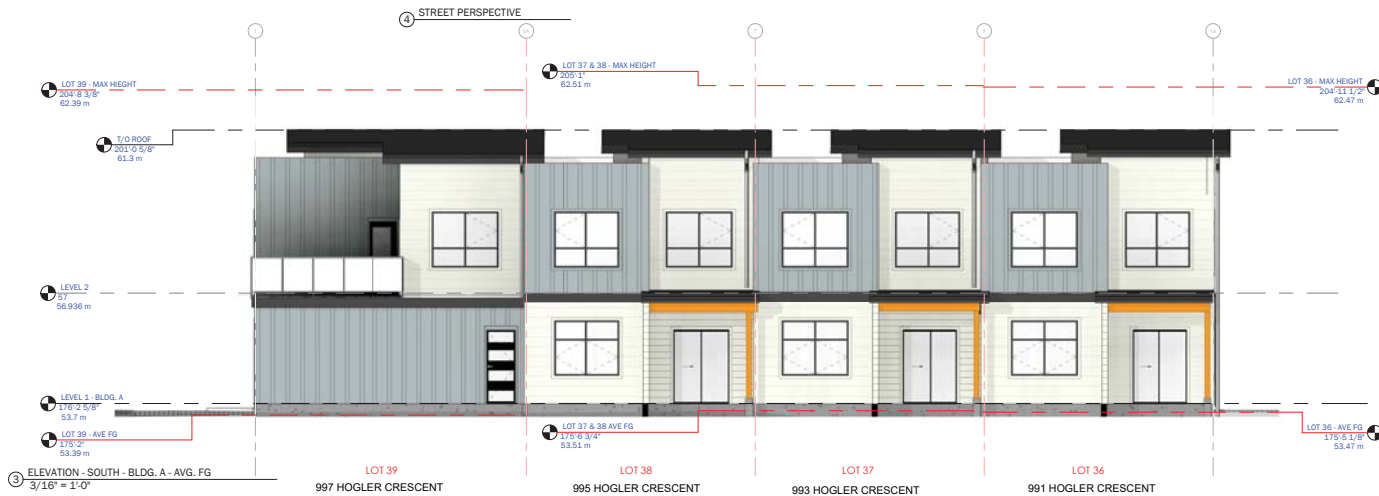 4 STREET PERSPECTIVE
1
5A
7
9
16
LOT 39 - MAX HIEGHT
204'-8 3/8"
62.39 m
LOT 37 & 38 - MAX HEIGHT
205'-1"
62.51 m
LOT 36 - MAX HEIGHT
204'-11 1/2"
62.47 m
T/O ROOF
201'-0 5/8"
61.3 m
LEVEL 2
57
56.936 m
LEVEL 1 - BLDG. A
176'-2 5/8"
53.7 m
LOT 39 - AVE FG
175'-2"
53.39 m
LOT 37 & 38 AVE FG
175'-6 3/4"
53.51 m
LOT 36 - AVE FG
175'-5 1/8"
53.47 m
3 ELEVATION - SOUTH - BLDG. A - AVG. FG
3/16" = 1'-0"
LOT 39
997 HOGLER CRESCENT
LOT 38
995 HOGLER CRESCENT
LOT 37
993 HOGLER CRESCENT
LOT 36
991 HOGLER CRESCENT